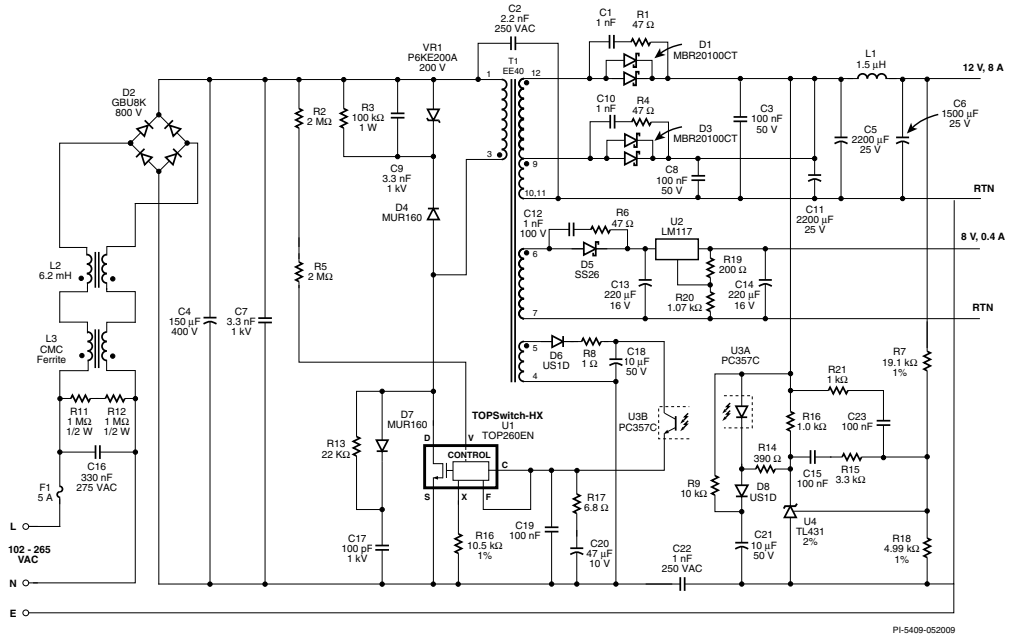 C2
2.2 nF
250 VAC
C1
1 nF
R1
47 Ω
D1
MBR20100CT
VR1
P6KE200A
200 V
T1
EE40
1
12
L1
1.5 µH
12 V, 8 A
D2
GBU8K
800 V
R2
2 MΩ
R3
100 kΩ
1 W
C9
3.3 nF
1 kV
3
C10
1 nF
R4
47 Ω
D3
MBR20100CT
9
C8
100 nF
50 V
C3
100 nF
50 V
C5
2200 µF
25 V
C6
1500 µF
25 V
10,11
RTN
C11
2200 µF
25 V
D4
MUR160
C12
1 nF
100 V
R6
47 Ω
U2
LM117
8 V, 0.4 A
6
D5
SS26
C13
220 µF
16 V
R19
200 Ω
R20
1.07 kΩ
C14
220 µF
16 V
7
RTN
L2
6.2 mH
R5
2 MΩ
C4
150 µF
400 V
C7
3.3 nF
1 kV
L3
CMC
Ferrite
5
D6
US1D
R8
1 Ω
C18
10 µF
50 V
4
U3A
PC357C
R7
19.1 kΩ
1%
R21
1 kΩ
R11
1 MΩ
1/2 W
R12
1 MΩ
1/2 W
C16
330 nF
275 VAC
F1
5 A
U3B
PC357C
R16
1.0 kΩ
C23
100 nF
TOPSwitch-HX
U1
TOP260EN
D7
MUR160
R13
22 KΩ
D
V
CONTROL
C
S
X
F
R14
390 Ω
C15
100 nF
R15
3.3 kΩ
R9
10 kΩ
D8
US1D
U4
TL431
2%
L
102 - 265
VAC
N
E
C17
100 pF
1 kV
R16
10.5 kΩ
1%
C19
100 nF
R17
6.8 Ω
C20
47 µF
10 V
C21
10 µF
50 V
R18
4.99 kΩ
1%
C22
1 nF
250 VAC
PI-5409-052009